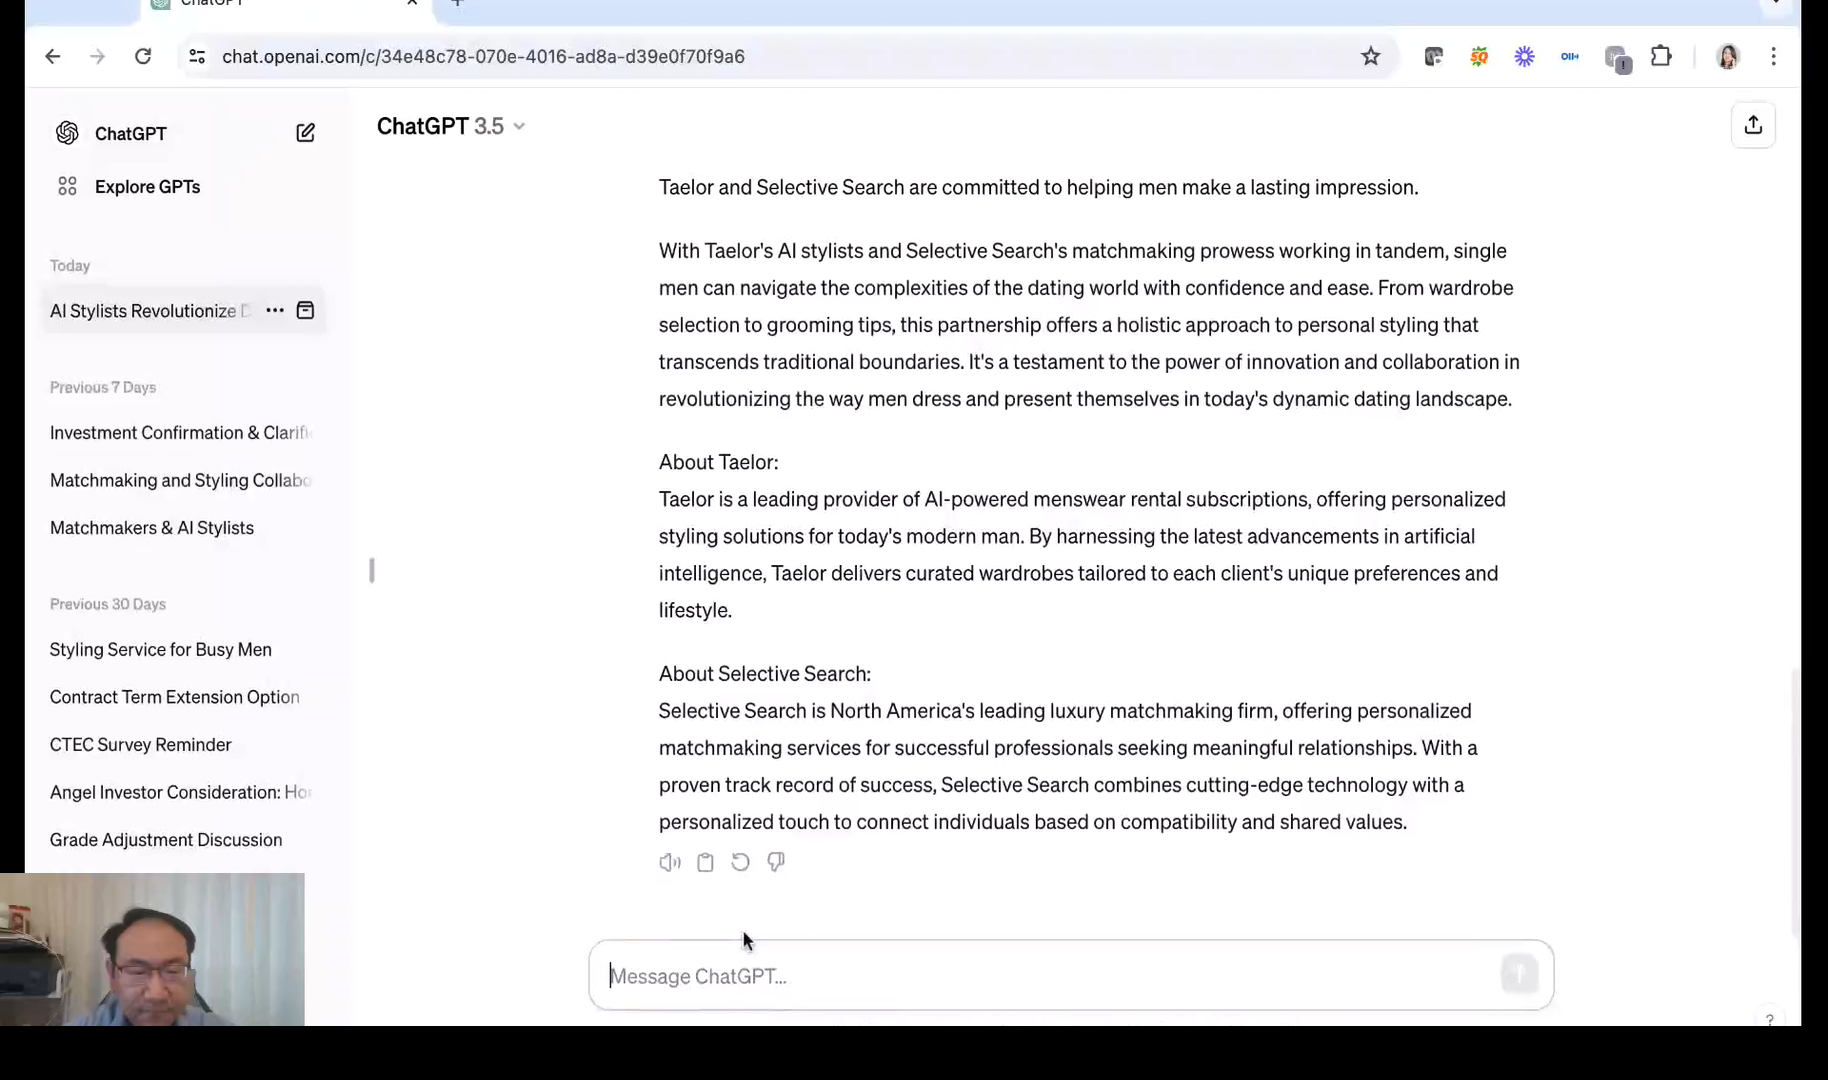 ChatGPT
chat.openai.com/c/34e48c78-070e-4016-ad8a-d39e0f70f9a6
ChatGPT
Explore GPTs
Today
AI Stylists Revolutionize
Previous 7 Days
Investment Confirmation & Clarifi
Matchmaking and Styling Collabo
Matchmakers & AI Stylists
Previous 30 Days
Styling Service for Busy Men
Contract Term Extension Option
CTEC Survey Reminder
Angel Investor Consideration: Hor
Grade Adjustment Discussion
ChatGPT 3.5
Taelor and Selective Search are committed to helping men make a lasting impression.
With Taelor's AI stylists and Selective Search's matchmaking prowess working in tandem, single
men can navigate the complexities of the dating world with confidence and ease. From wardrobe
selection to grooming tips, this partnership offers a holistic approach to personal styling that
transcends traditional boundaries. It's a testament to the power of innovation and collaboration in
revolutionizing the way men dress and present themselves in today's dynamic dating landscape.
About Taelor:
Taelor is a leading provider of AI-powered menswear rental subscriptions, offering personalized
styling solutions for today's modern man. By harnessing the latest advancements in artificial
intelligence, Taelor delivers curated wardrobes tailored to each client's unique preferences and
lifestyle.
About Selective Search:
Selective Search is North America's leading luxury matchmaking firm, offering personalized
matchmaking services for successful professionals seeking meaningful relationships. With a
proven track record of success, Selective Search combines cutting-edge technology with a
personalized touch to connect individuals based on compatibility and shared values.
Message ChatGPT...
?